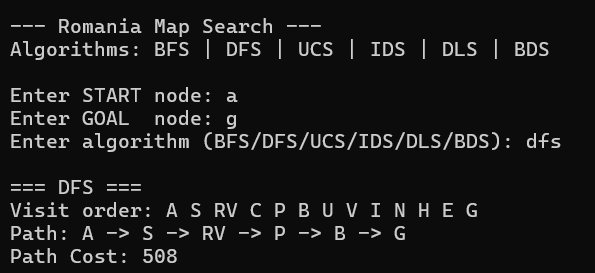 --- Romania Map Search ---
Algorithms: BFS | DFS | UCS | IDS | DLS | BDS
Enter START node: a
Enter GOAL  node: g
Enter algorithm (BFS/DFS/UCS/IDS/DLS/BDS): dfs
=== DFS ===
Visit order: A S RV C P B U V I N H E G
Path: A -> S -> RV -> P -> B -> G
Path Cost: 508